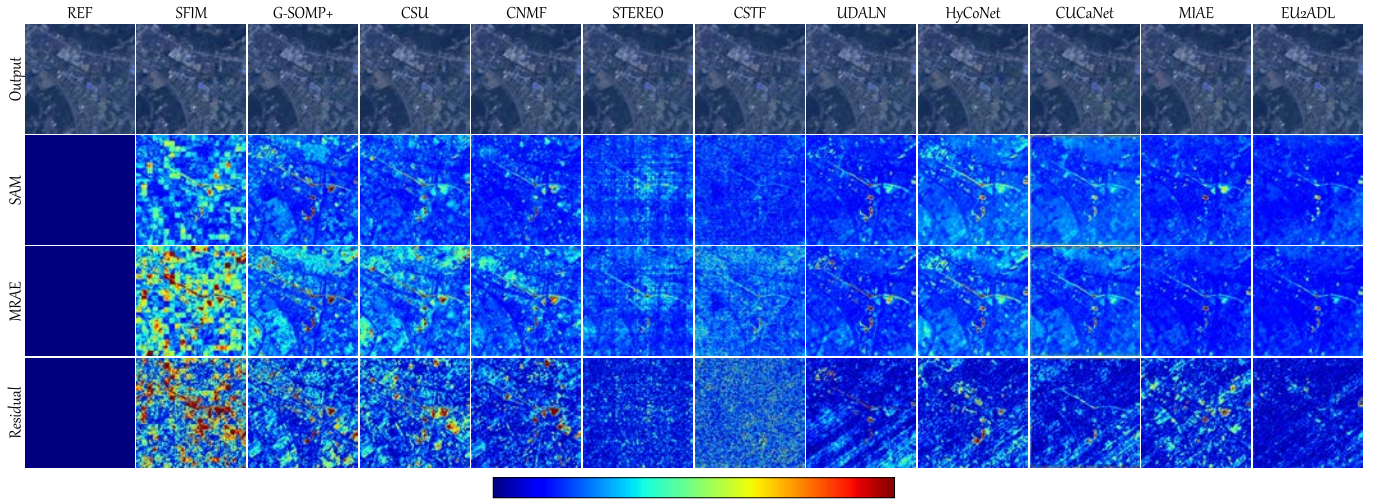 REF SFIM G-SOMP+ CSU CNMF STEREO CSTF UDALN HyCoNet CUCaNet MIAE EU2ADL
Output
SAM
MRAE
Residual